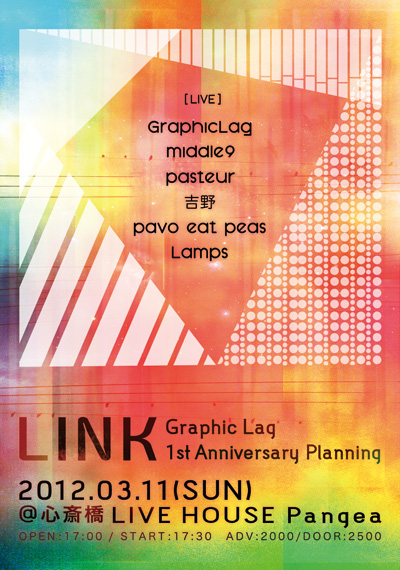 [LIVE]
GraphicLag
middle9
pasteur
吉野
pavo eat peas
Lamps
LINK
Graphic Lag
1st Anniversary Planning
2012.03.11(SUN)
@心斎橋 LIVE HOUSE Pangea
OPEN:17:00 / START:17:30 ADV:2000/DOOR:2500